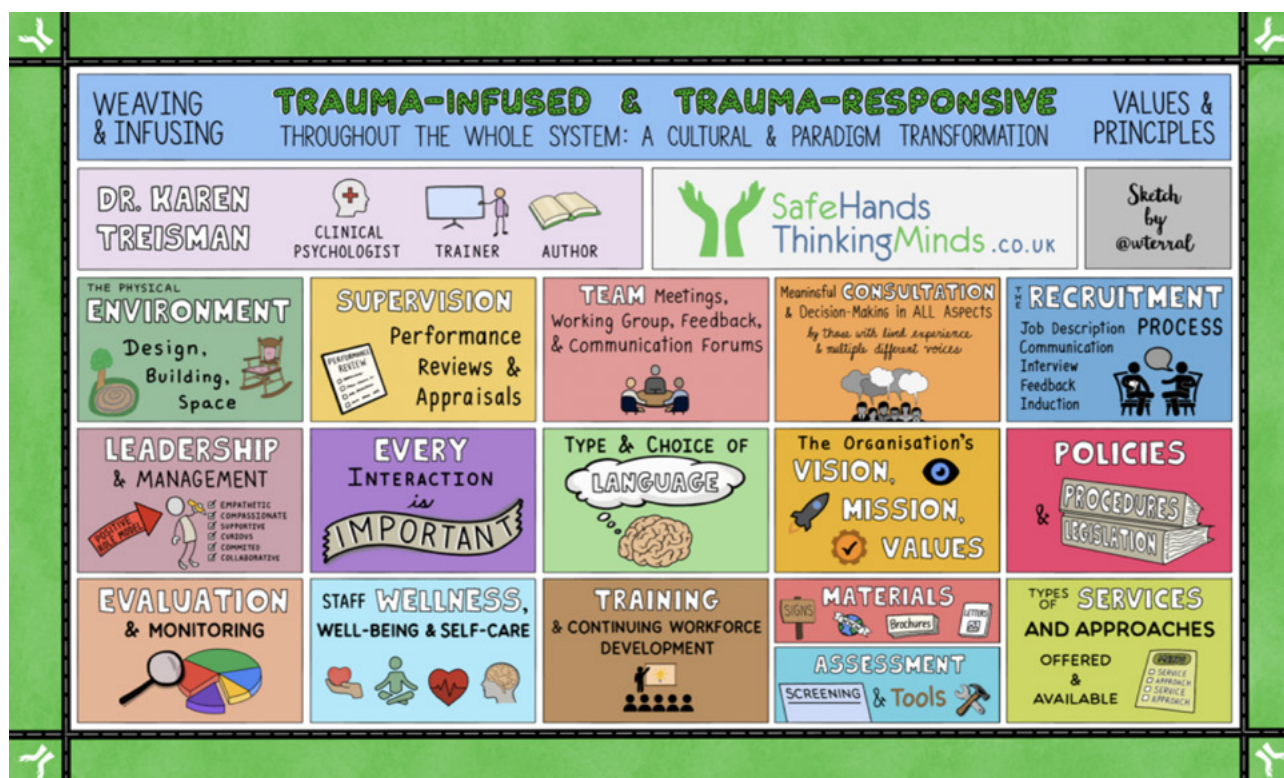 WEAVING
& INFUSING
TRAUMA-INFUSED & TRAUMA-RESPONSIVE
THROUGHOUT THE WHOLE SYSTEM: A CULTURAL & PARADIGM TRANSFORMATION
VALUES &
PRINCIPLES
DR. KAREN
TREISMAN
CLINICAL
PSYCHOLOGIST
TRAINER
AUTHOR
SafeHands
ThinkingMinds.CO.UK
Sketch
by
@wterral
THE PHYSICAL
ENVIRONMENT
Design,
Building,
Space
SUPERVISION
Performance
Reviews &
Appraisals
PERFORMANCE
REVIEW
TEAM Meetings,
Working Group, Feedback,
& Communication Forums
Meaningful CONSULTATION
& Decision-Making in ALL Aspects
by those with lived experience
& multiple different voices
THE RECRUITMENT
PROCESS
Job Description
Communication
Interview
Feedback
Induction
LEADERSHIP
& MANAGEMENT
POSITIVE
ROLE MODEL
EMPATHETIC
COMPASSIONATE
SUPPORTIVE
CURIOUS
COMMITED
COLLABORATIVE
EVERY
INTERACTION
is
IMPORTANT
TYPE & CHOICE OF
LANGUAGE
The Organisation's
VISION,
MISSION,
VALUES
POLICIES
&
PROCEDURES
LEGISLATION
EVALUATION
& MONITORING
STAFF WELLNESS,
WELL-BEING & SELF-CARE
TRAINING
& CONTINUING WORKFORCE
DEVELOPMENT
MATERIALS
SIGNS
Brochures
LETTERS
ASSESSMENT
SCREENING
& Tools
TYPES
OF SERVICES
AND APPROACHES
OFFERED
&
AVAILABLE
SERVICE
APPROACH
SERVICE
APPROACH